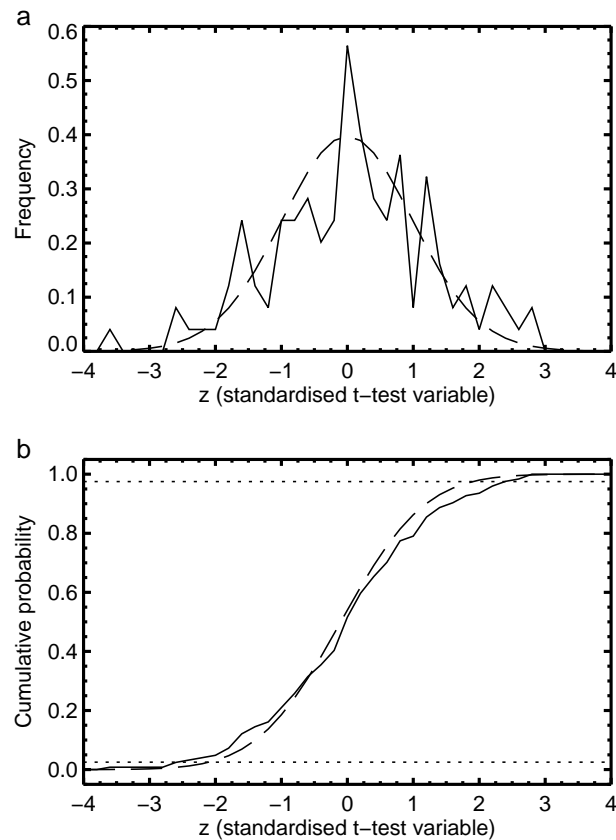 a
0.6
0.5
0.4
0.3
0.2
0.1
0.0
Frequency
−4 −3 −2 −1 0 1 2 3 4
z (standardised t−test variable)
b
1.0
0.8
0.6
0.4
0.2
0.0
Cumulative probability
−4 −3 −2 −1 0 1 2 3 4
z (standardised t−test variable)